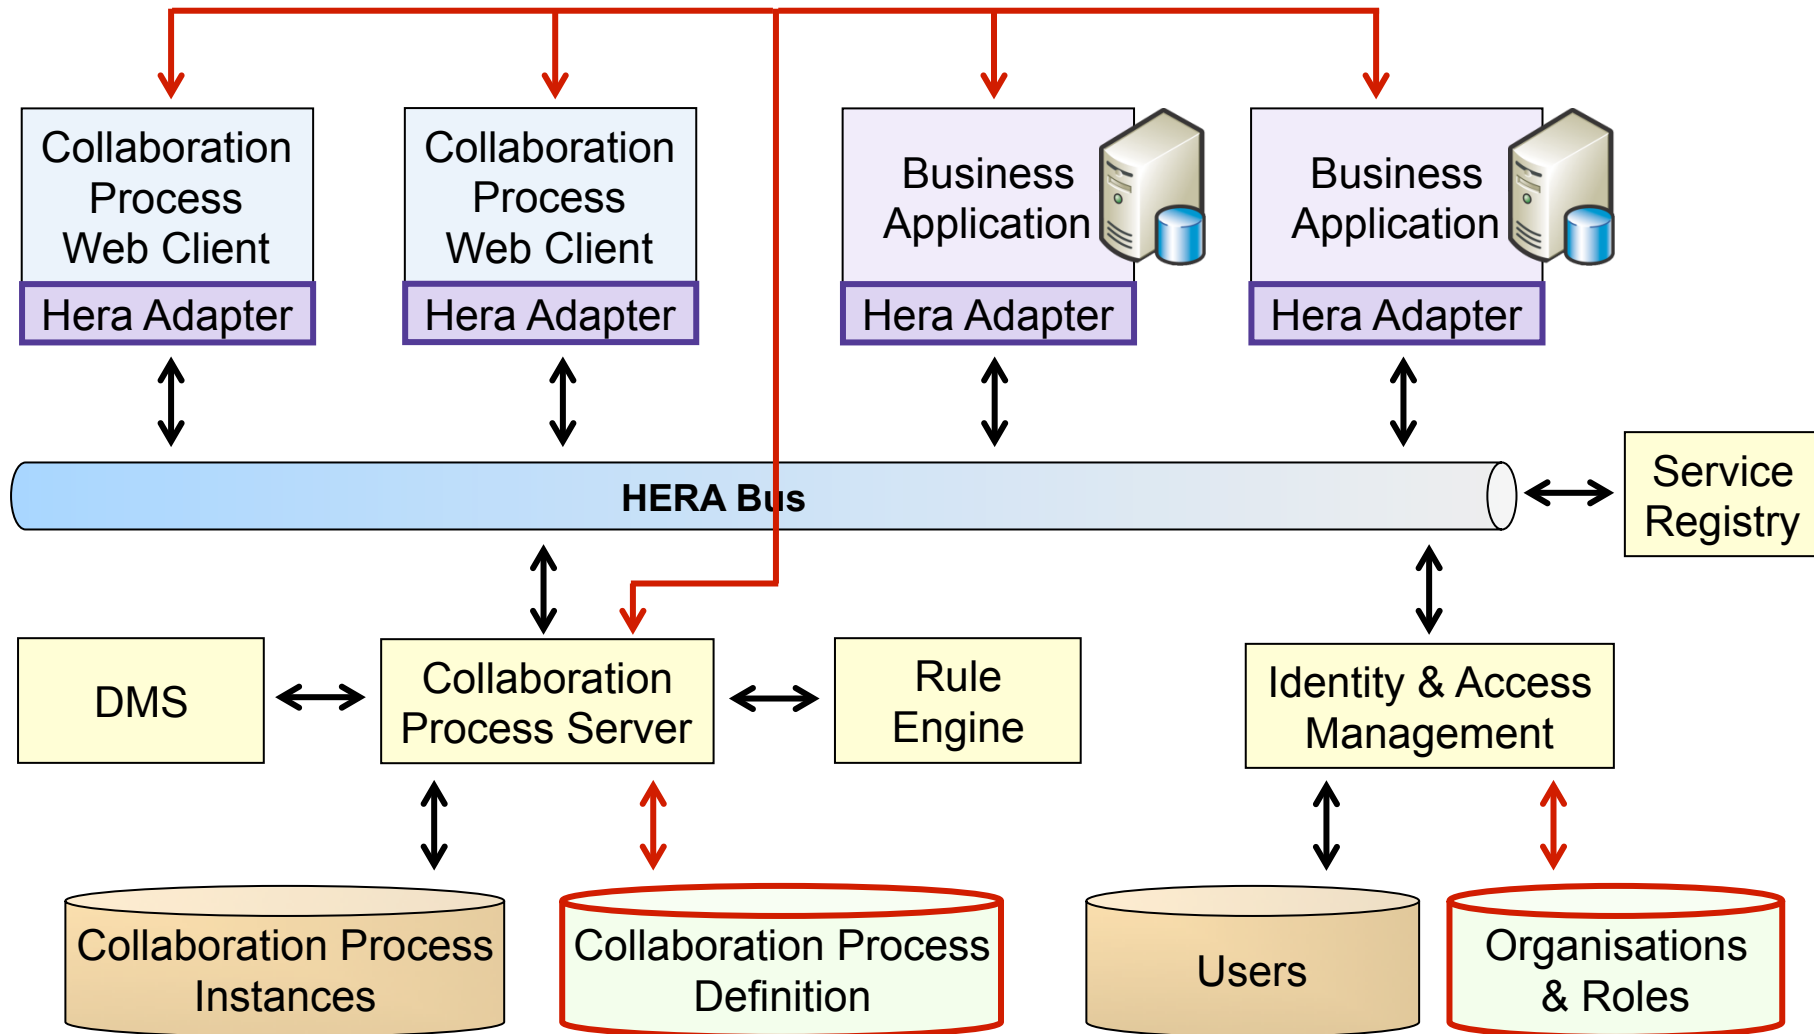 Collaboration
Process
Web Client
Hera Adapter
Collaboration
Process
Web Client
Hera Adapter
Business
Application
Hera Adapter
Business
Application
Hera Adapter
HERA Bus
Service
Registry
DMS
Collaboration
Process Server
Rule
Engine
Identity & Access
Management
Collaboration Process
Instances
Collaboration Process
Definition
Users
Organisations
& Roles